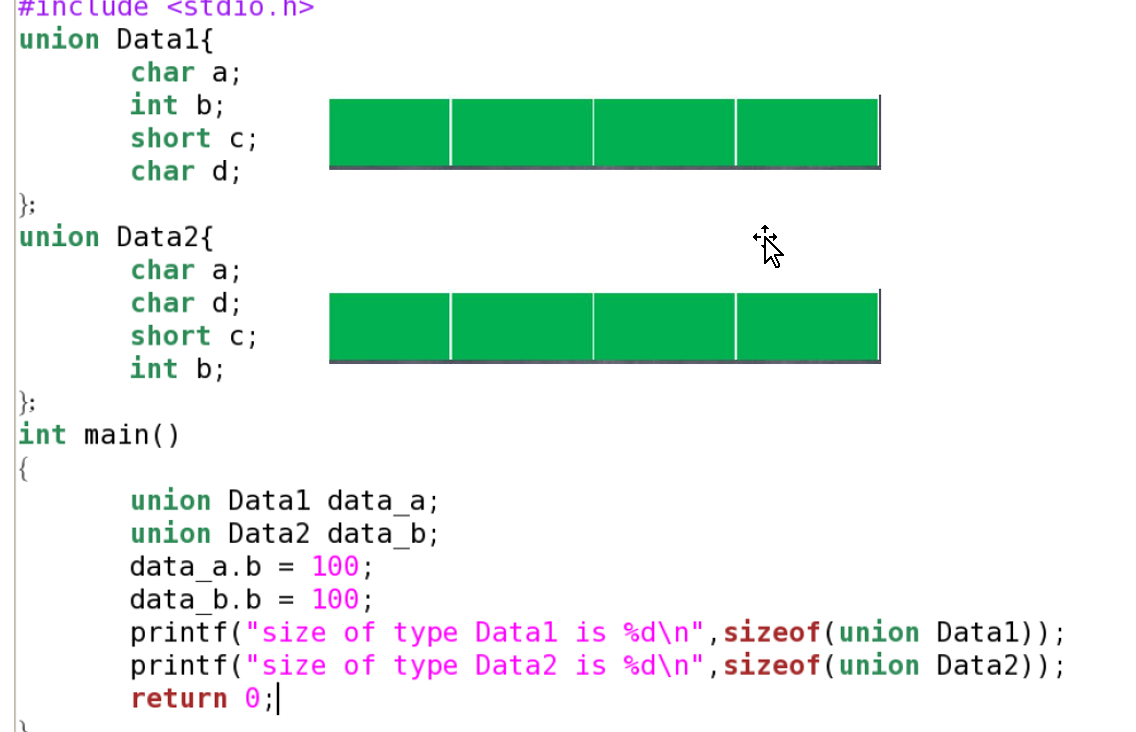 #include <stdio.h>
union Data1{
char a;
int b;
short c;
char d;
};
union Data2{
char a;
char d;
short c;
int b;
};
int main()
{
union Data1 data_a;
union Data2 data_b;
data_a.b = 100;
data_b.b = 100;
printf("size of type Data1 is %d\n",sizeof(union Data1));
printf("size of type Data2 is %d\n",sizeof(union Data2));
return 0;
}